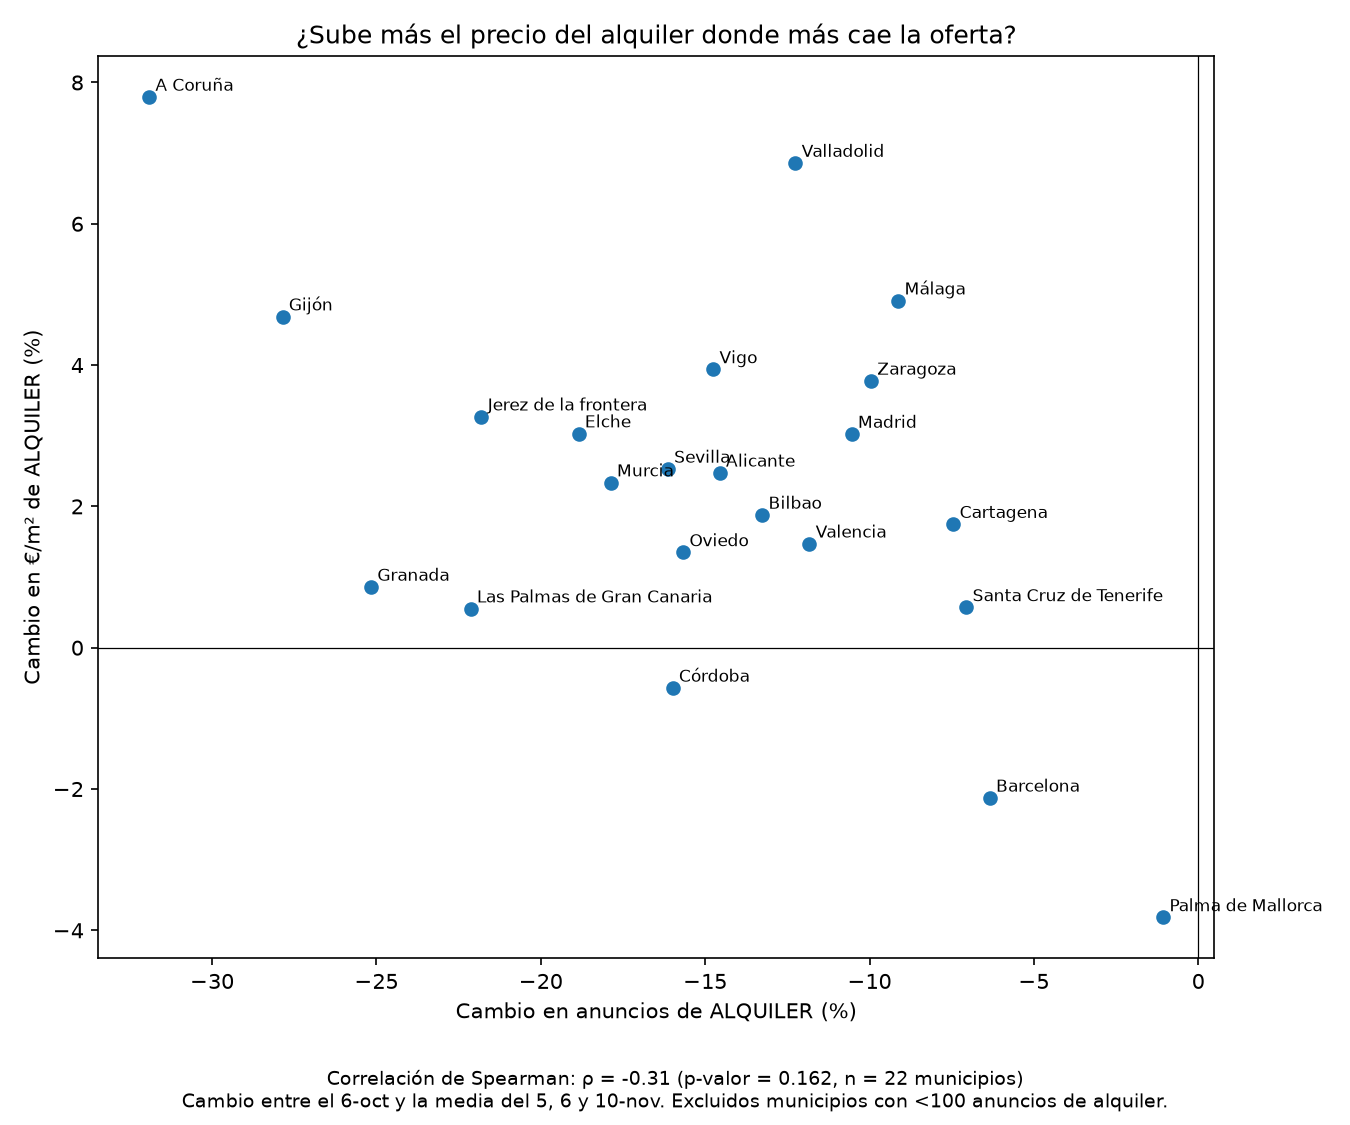 ¿Sube más el precio del alquiler donde más cae la oferta?
8
A Coruña
Valladolid
6
Málaga
Gijón
Vigo
4
Zaragoza
Jerez de la frontera
Elche
Madrid
Sevilla
Alicante
Murcia
2
Bilbao
Cartagena
Valencia
Oviedo
Granada
Las Palmas de Gran Canaria
Santa Cruz de Tenerife
0
Córdoba
Barcelona
−2
Palma de Mallorca
−4
Cambio en €/m² de ALQUILER (%)
−30 −25 −20 −15 −10 −5 0
Cambio en anuncios de ALQUILER (%)
Correlación de Spearman: ρ = -0.31 (p-valor = 0.162, n = 22 municipios)
Cambio entre el 6-oct y la media del 5, 6 y 10-nov. Excluidos municipios con <100 anuncios de alquiler.